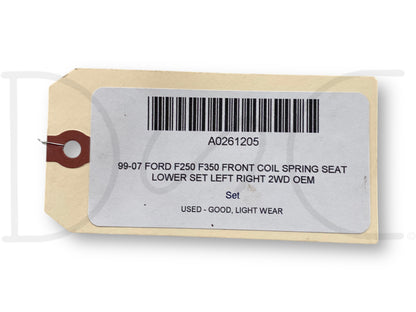 A0261205
99-07 FORD F250 F350 FRONT COIL SPRING SEAT
LOWER SET LEFT RIGHT 2WD OEM
Set
USED - GOOD, LIGHT WEAR